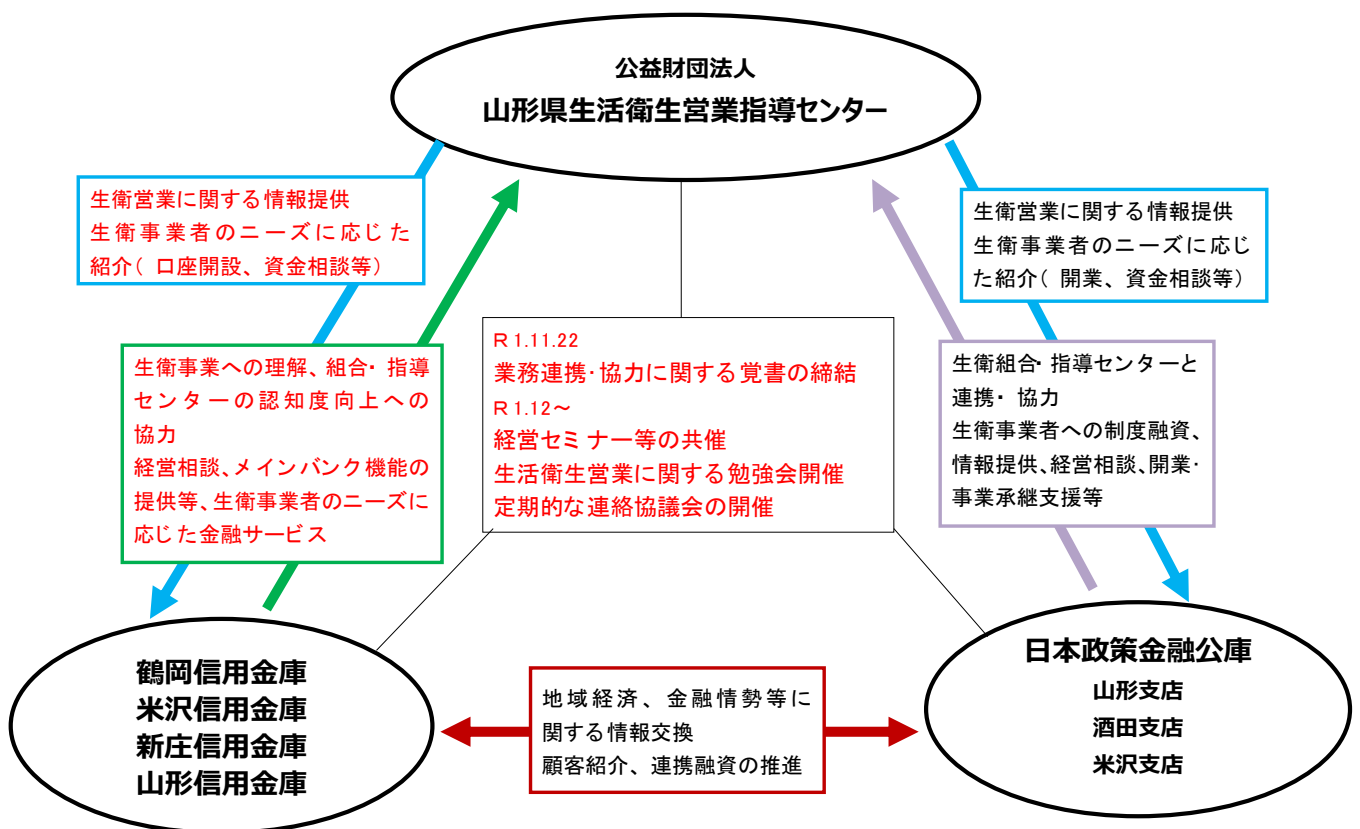 公益財団法人
山形県生活衛生営業指導センター
生衛営業に関する情報提供
生衛事業者のニーズに応じた
紹介(口座開設、資金相談等)
生衛営業に関する情報提供
生衛事業者のニーズに応じ
た紹介(開業、資金相談等)
生衛事業への理解、組合・指導
センターの認知度向上への
協力
経営相談、メインバンク機能の
提供等、生衛事業者のニーズに
応じた金融サービス
R1.11.22
業務連携・協力に関する覚書の締結
R1.12～
経営セミナー等の共催
生活衛生営業に関する勉強会開催
定期的な連絡協議会の開催
生衛組合・指導センターと
連携・協力
生衛事業者への制度融資、
情報提供、経営相談、開業・
事業承継支援等
鶴岡信用金庫
米沢信用金庫
新庄信用金庫
山形信用金庫
地域経済、金融情勢等に
関する情報交換
顧客紹介、連携融資の推進
日本政策金融公庫
山形支店
酒田支店
米沢支店